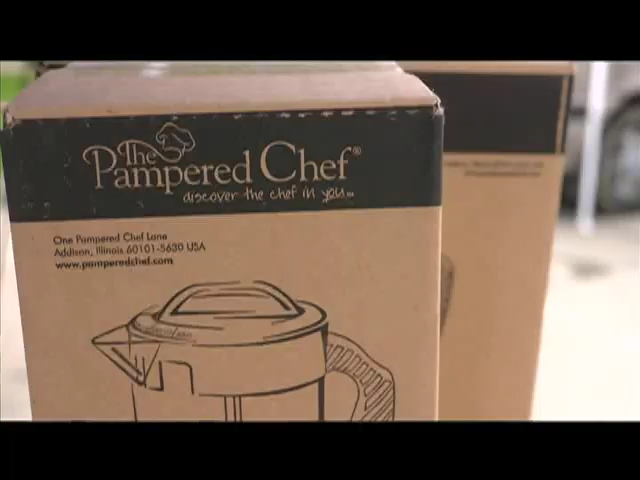 The
Pampered Chef®
discover the chef in you™
One Pampered Chef Lane
Addison, Illinois 60101-5630 USA
www.pamperedchef.com